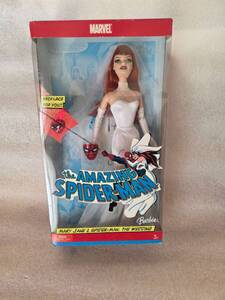 MARVEL
NECKLACE
FOR YOU!
the AMAZING
SPIDER-MAN
Barbie
MARY JANE & SPIDER-MAN: THE WEDDING